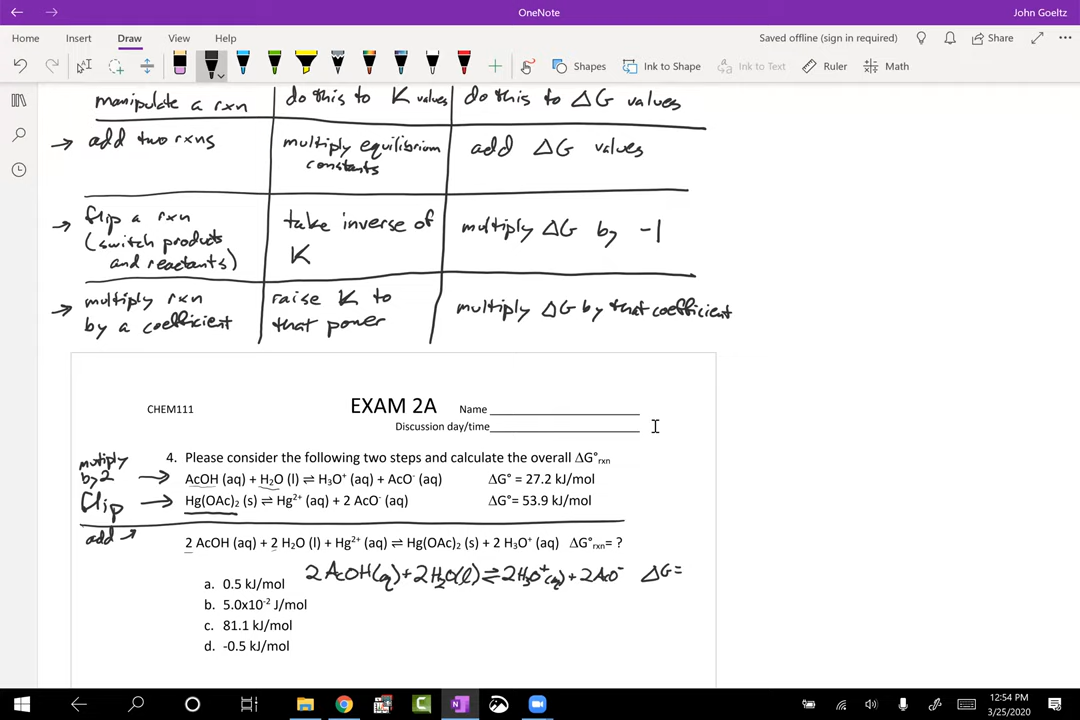 OneNote
John Goeltz
Home Insert Draw View Help
Saved offline (sign in required)
Share
Shapes Ink to Shape Ink to Text Ruler Math
manipulate a rxn do this to K values do this to ΔG values
→ add two rxns multiply equilibrium constants add ΔG values
→ flip a rxn (switch products and reactants) take inverse of K multiply ΔG by -1
→ multiply rxn by a coefficient raise K to that power multiply ΔG by that coefficient
CHEM111 EXAM 2A Name
Discussion day/time
4. Please consider the following two steps and calculate the overall ΔG°rxn
mutiply by 2 → AcOH (aq) + H₂O (l) ⇌ H₃O⁺ (aq) + AcO⁻ (aq) ΔG° = 27.2 kJ/mol
flip → Hg(OAc)₂ (s) ⇌ Hg²⁺ (aq) + 2 AcO⁻ (aq) ΔG°= 53.9 kJ/mol
add → 2 AcOH (aq) + 2 H₂O (l) + Hg²⁺ (aq) ⇌ Hg(OAc)₂ (s) + 2 H₃O⁺ (aq) ΔG°rxn= ?
2AcOH(aq)+2H₂O(l)⇌2H₃O⁺(aq)+2AcO⁻ ΔG=
a. 0.5 kJ/mol
b. 5.0x10⁻² J/mol
c. 81.1 kJ/mol
d. -0.5 kJ/mol
12:54 PM
3/25/2020